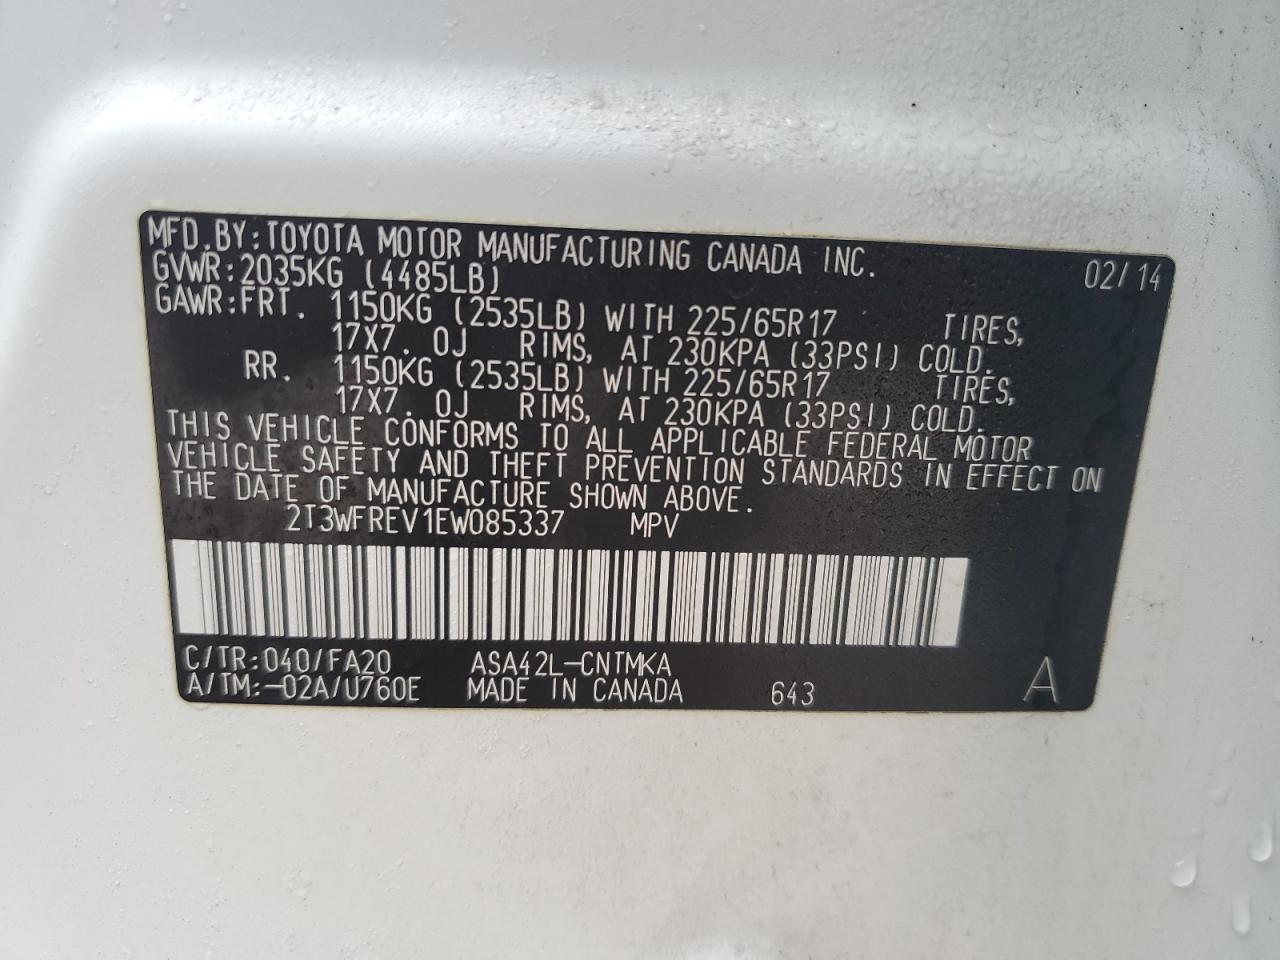 MFD.BY:TOYOTA MOTOR MANUFACTURING CANADA INC.
GVWR:2035KG (4485LB) 02/14
GAWR:FRT. 1150KG (2535LB) WITH 225/65R17 TIRES,
17X7. 0J RIMS, AT 230KPA (33PSI) COLD.
RR. 1150KG (2535LB) WITH 225/65R17 TIRES,
17X7. 0J RIMS, AT 230KPA (33PSI) COLD.
THIS VEHICLE CONFORMS TO ALL APPLICABLE FEDERAL MOTOR
VEHICLE SAFETY AND THEFT PREVENTION STANDARDS IN EFFECT ON
THE DATE OF MANUFACTURE SHOWN ABOVE.
2T3WFREV1EW085337 MPV
C/TR:040/FA20 ASA42L-CNTMKA
A/TM:-02A/U760E MADE IN CANADA 643 A